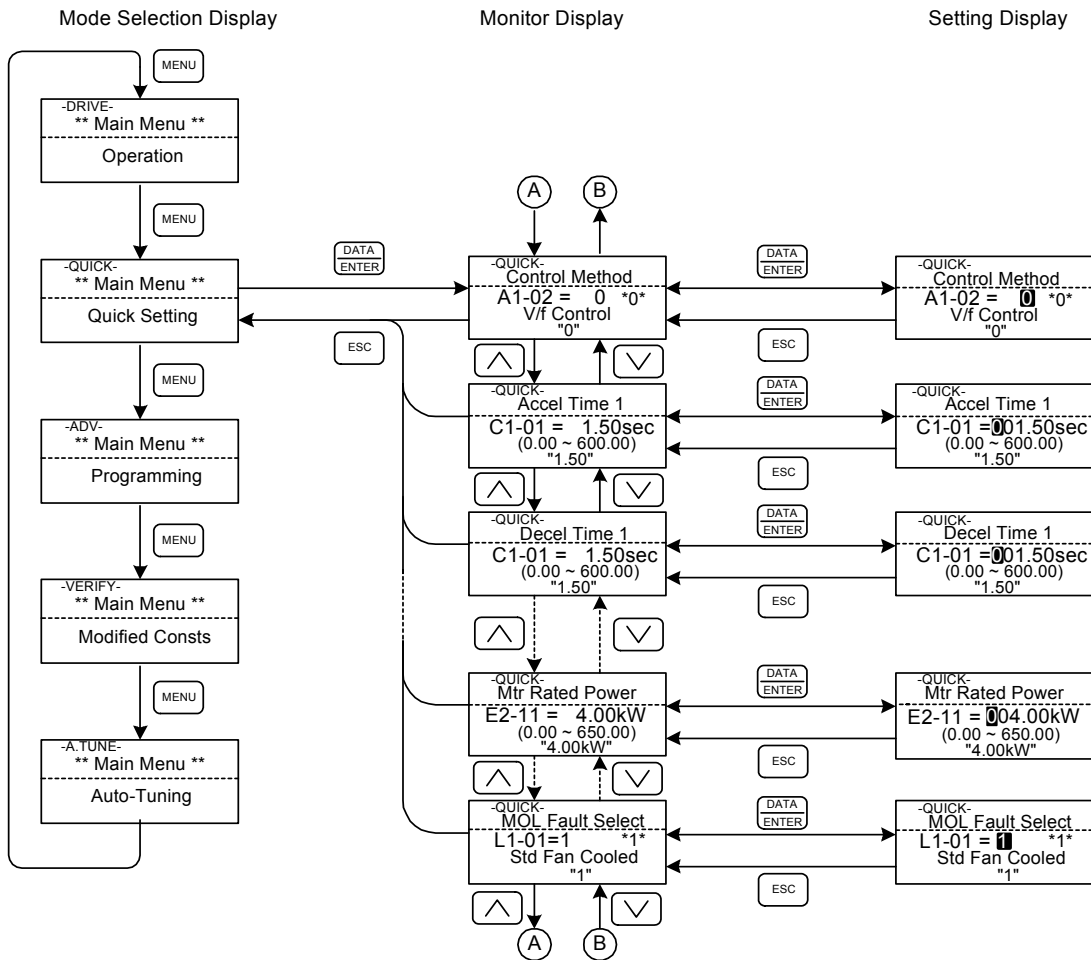 Mode Selection Display
Monitor Display
Setting Display
MENU
-DRIVE-
** Main Menu **
Operation
MENU
-QUICK-
** Main Menu **
Quick Setting
MENU
-ADV-
** Main Menu **
Programming
MENU
-VERIFY-
** Main Menu **
Modified Consts
MENU
-A.TUNE-
** Main Menu **
Auto-Tuning
DATA
ENTER
ESC
A
B
-QUICK-
Control Method
A1-02 = 0 *0*
V/f Control
"0"
DATA
ENTER
ESC
-QUICK-
Control Method
A1-02 = 0 *0*
V/f Control
"0"
-QUICK-
Accel Time 1
C1-01 = 1.50sec
(0.00 ~ 600.00)
"1.50"
DATA
ENTER
ESC
-QUICK-
Accel Time 1
C1-01 =001.50sec
(0.00 ~ 600.00)
"1.50"
-QUICK-
Decel Time 1
C1-01 = 1.50sec
(0.00 ~ 600.00)
"1.50"
DATA
ENTER
ESC
-QUICK-
Decel Time 1
C1-01 =001.50sec
(0.00 ~ 600.00)
"1.50"
-QUICK-
Mtr Rated Power
E2-11 = 4.00kW
(0.00 ~ 650.00)
"4.00kW"
DATA
ENTER
ESC
-QUICK-
Mtr Rated Power
E2-11 = 004.00kW
(0.00 ~ 650.00)
"4.00kW"
-QUICK-
MOL Fault Select
L1-01=1 *1*
Std Fan Cooled
"1"
DATA
ENTER
ESC
-QUICK-
MOL Fault Select
L1-01 = 1 *1*
Std Fan Cooled
"1"
A
B